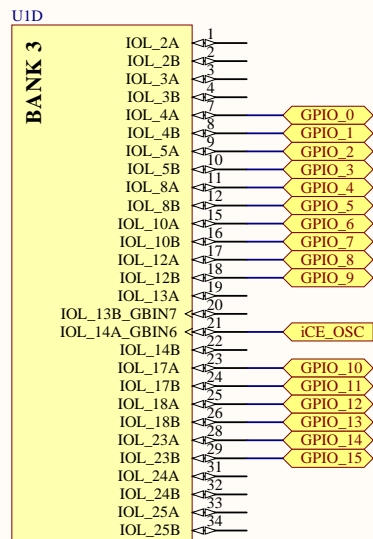 U1D
BANK 3
IOL_2A 1
IOL_2B 2
IOL_3A 3
IOL_3B 4
IOL_4A 7 GPIO_0
IOL_4B 8 GPIO_1
IOL_5A 9 GPIO_2
IOL_5B 10 GPIO_3
IOL_8A 11 GPIO_4
IOL_8B 12 GPIO_5
IOL_10A 15 GPIO_6
IOL_10B 16 GPIO_7
IOL_12A 17 GPIO_8
IOL_12B 18 GPIO_9
IOL_13A 19
IOL_13B_GBIN7 20
IOL_14A_GBIN6 21 iCE_OSC
IOL_14B 22
IOL_17A 23 GPIO_10
IOL_17B 24 GPIO_11
IOL_18A 25 GPIO_12
IOL_18B 26 GPIO_13
IOL_23A 28 GPIO_14
IOL_23B 29 GPIO_15
IOL_24A 31
IOL_24B 32
IOL_25A 33
IOL_25B 34